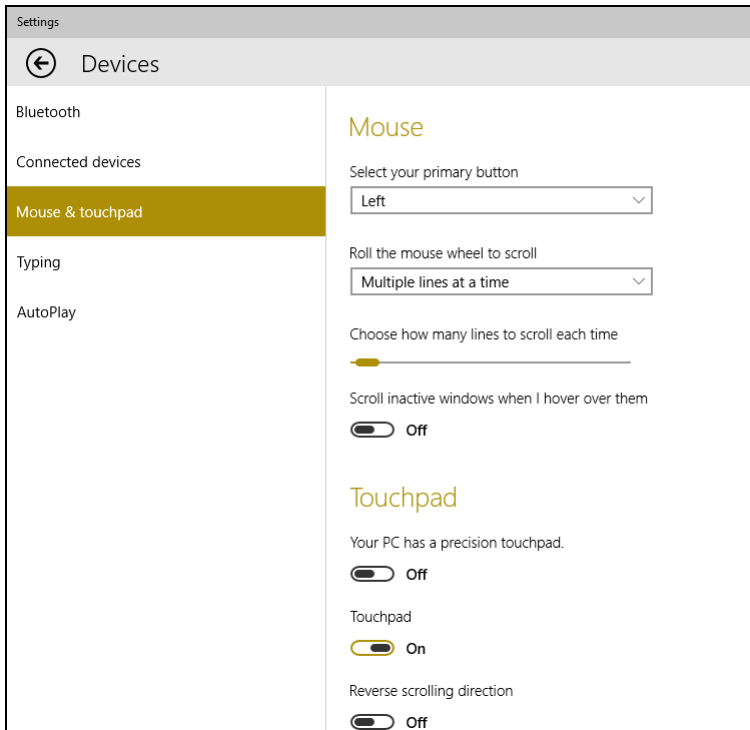 Settings
Devices
Bluetooth
Connected devices
Mouse & touchpad
Typing
AutoPlay
Mouse
Select your primary button
Left
Roll the mouse wheel to scroll
Multiple lines at a time
Choose how many lines to scroll each time
Scroll inactive windows when I hover over them
Off
Touchpad
Your PC has a precision touchpad.
Off
Touchpad
On
Reverse scrolling direction
Off